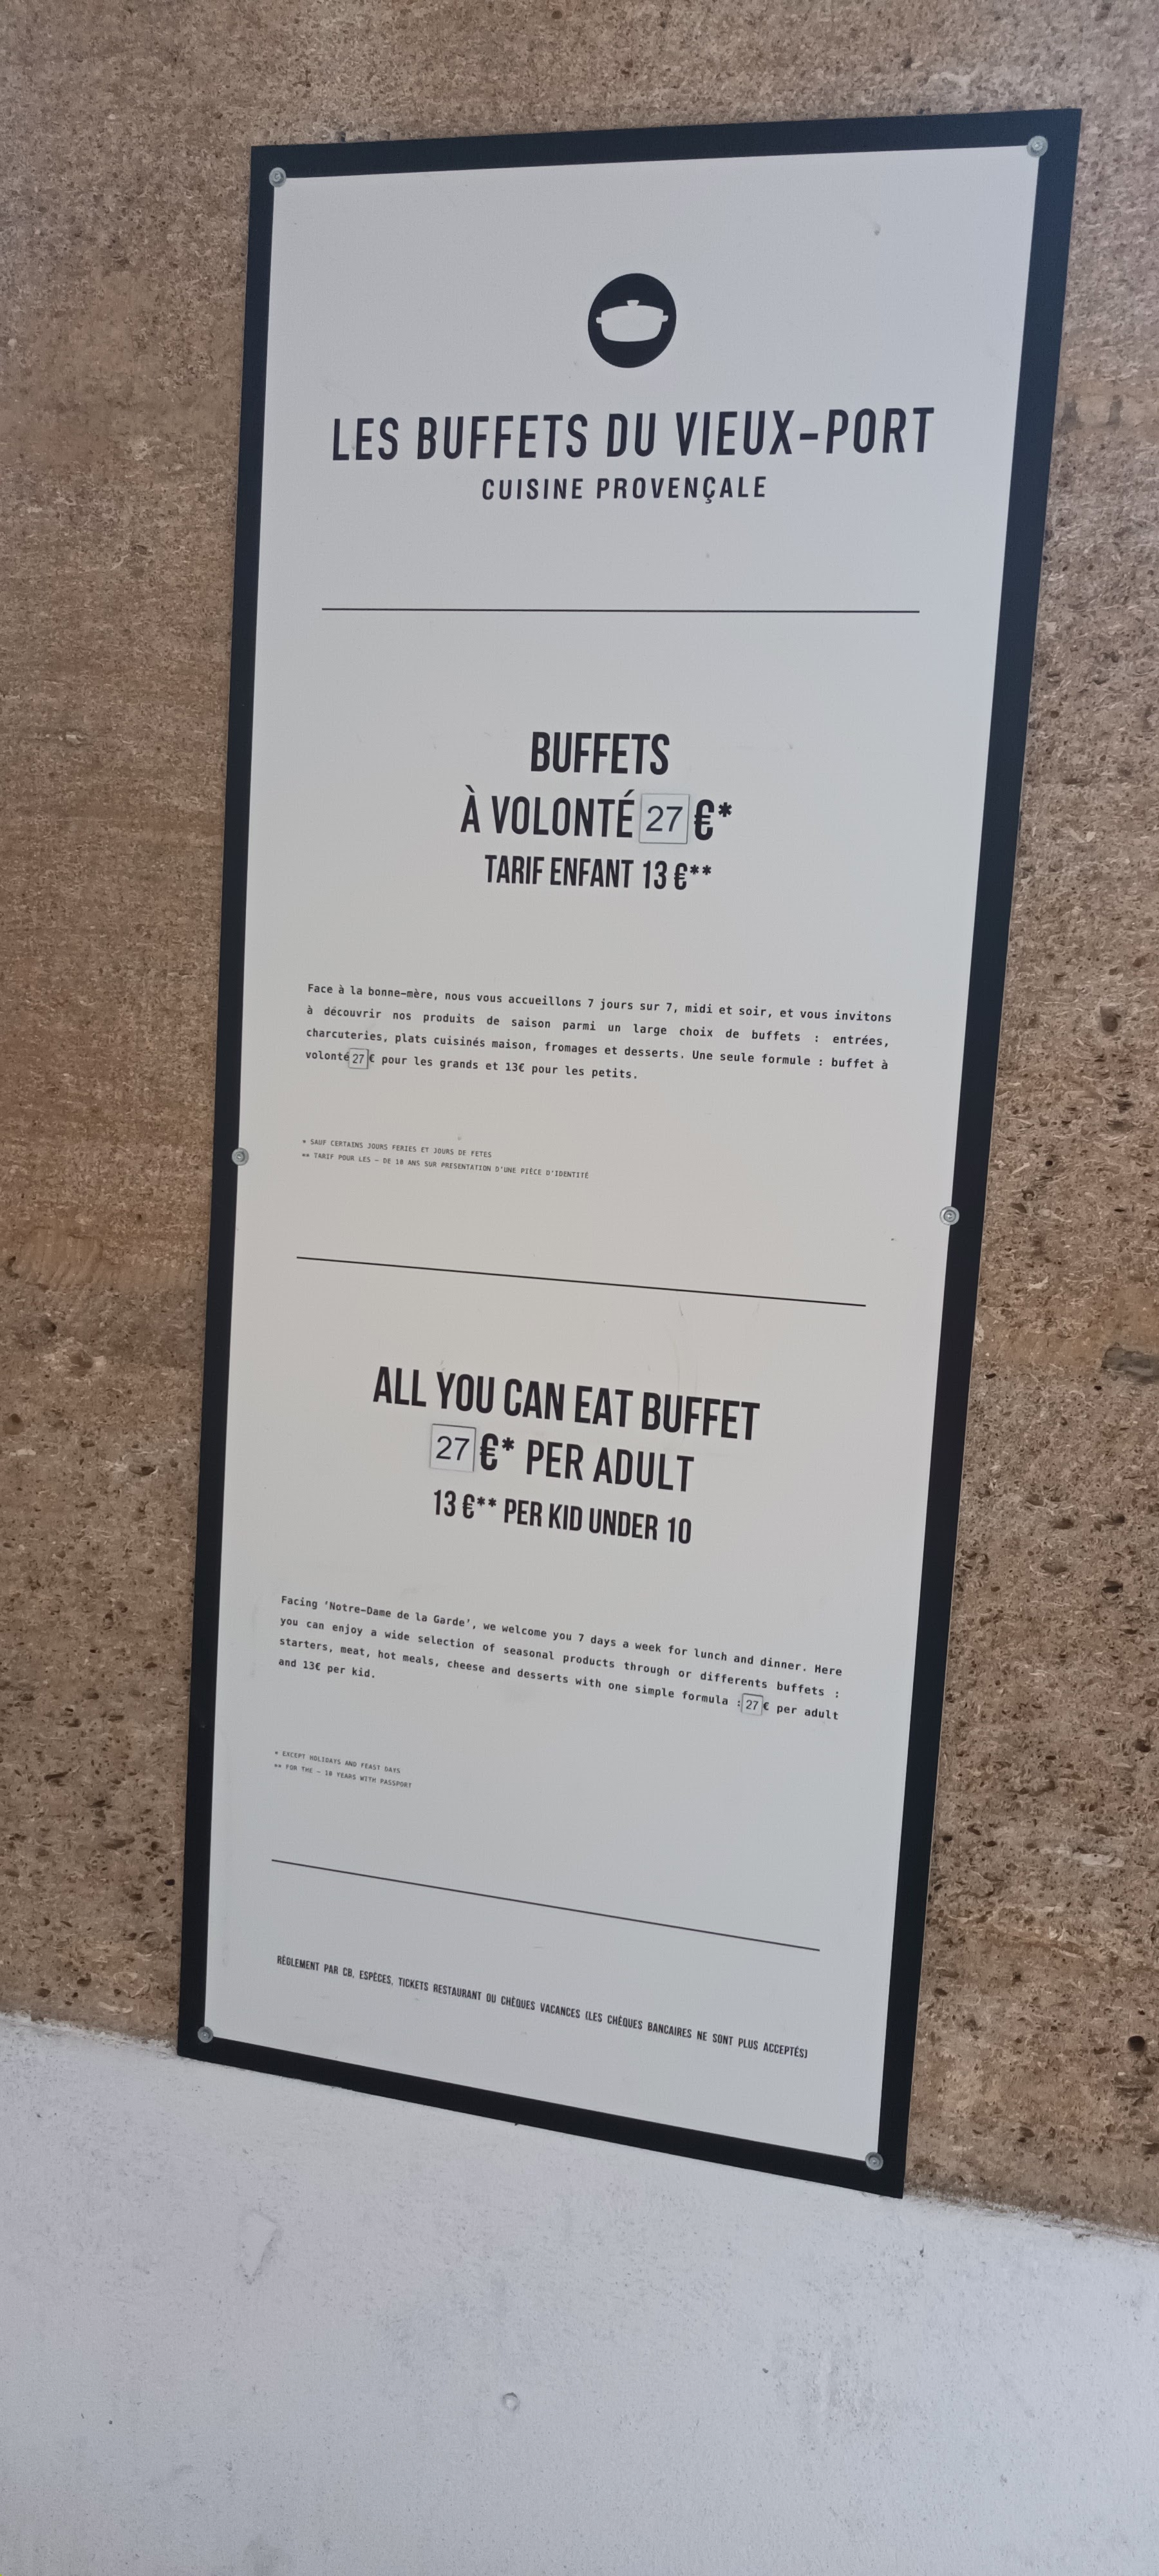 LES BUFFETS DU VIEUX-PORT
CUISINE PROVENÇALE
BUFFETS
À VOLONTÉ 27 €*
TARIF ENFANT 13 €**
Face à la bonne-mère, nous vous accueillons 7 jours sur 7, midi et soir, et vous invitons
à découvrir nos produits de saison parmi un large choix de buffets : entrées,
charcuteries, plats cuisinés maison, fromages et desserts. Une seule formule : buffet à
volonté 27 € pour les grands et 13€ pour les petits.
* SAUF CERTAINS JOURS FERIES ET JOURS DE FETES
** TARIF POUR LES - DE 10 ANS SUR PRESENTATION D'UNE PIÈCE D'IDENTITÉ
ALL YOU CAN EAT BUFFET
27 €* PER ADULT
13 €** PER KID UNDER 10
Facing 'Notre-Dame de la Garde', we welcome you 7 days a week for lunch and dinner. Here
you can enjoy a wide selection of seasonal products through or differents buffets :
starters, meat, hot meals, cheese and desserts with one simple formula : 27 € per adult
and 13€ per kid.
* EXCEPT HOLIDAYS AND FEAST DAYS
** FOR THE - 10 YEARS WITH PASSPORT
RÈGLEMENT PAR CB, ESPÈCES, TICKETS RESTAURANT OU CHÈQUES VACANCES (LES CHÈQUES BANCAIRES NE SONT PLUS ACCEPTÉS)